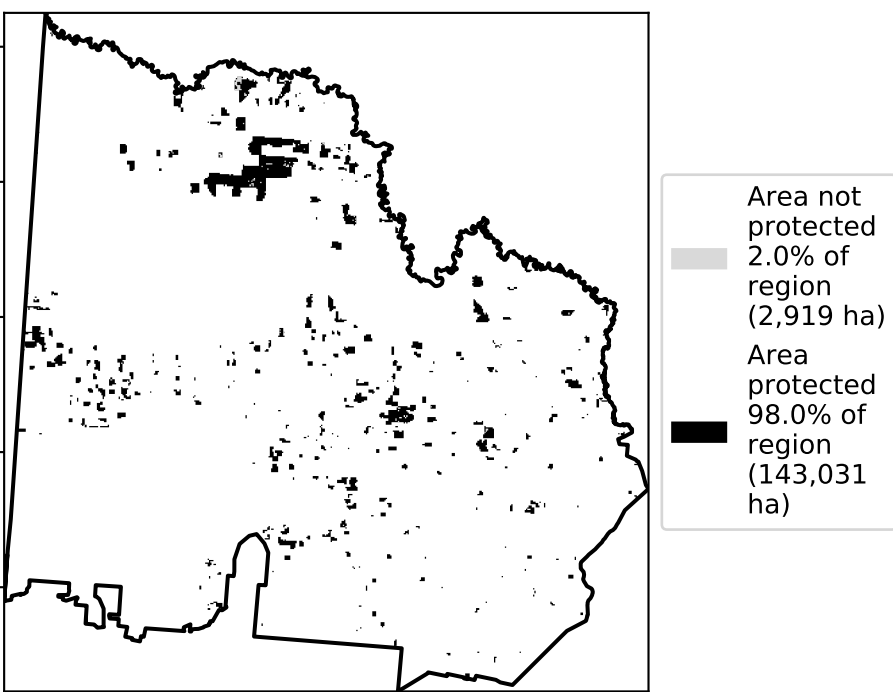 Area not
protected
2.0% of
region
(2,919 ha)
Area
protected
98.0% of
region
(143,031
ha)